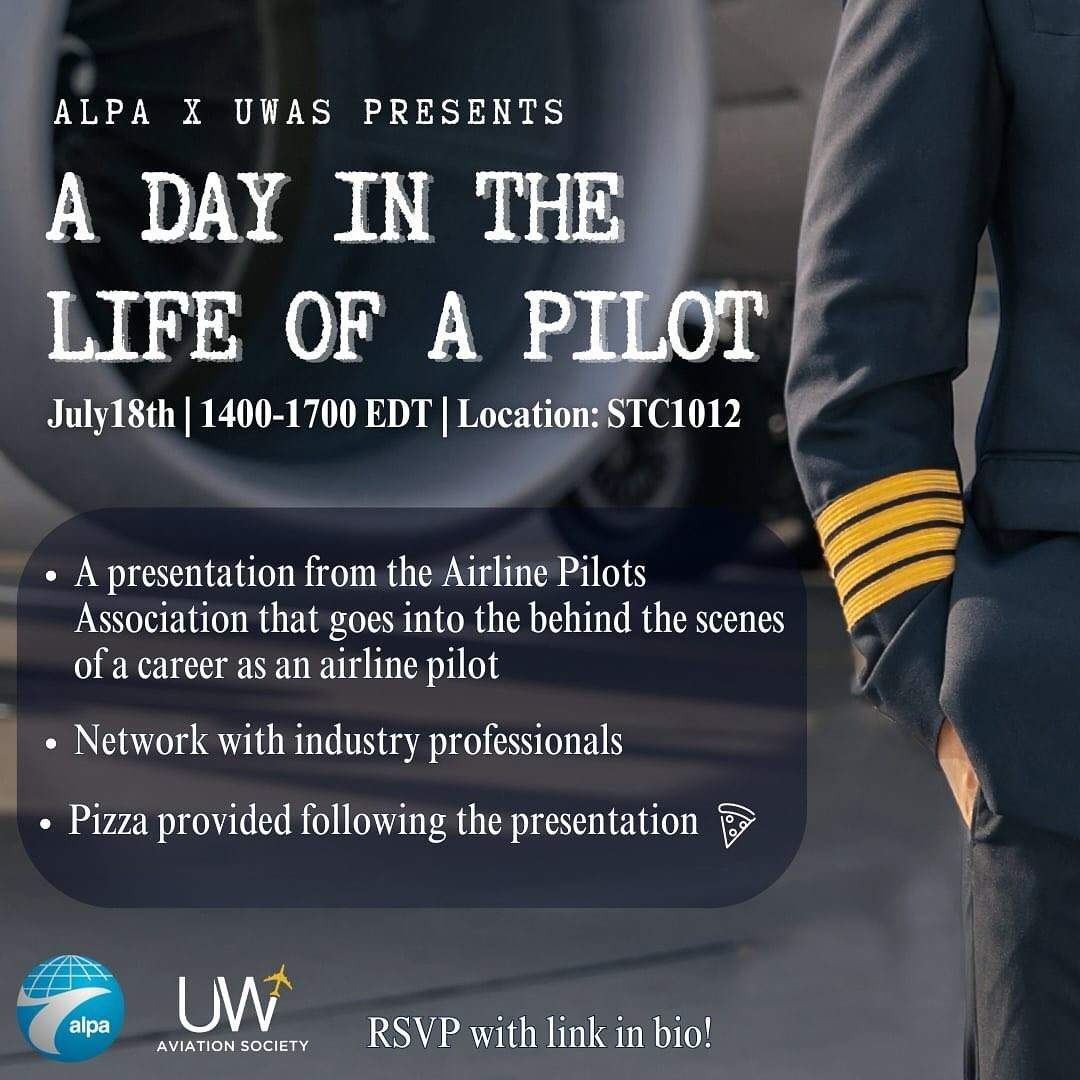 ALPA X UWAS PRESENTS
A DAY IN THE
LIFE OF A PILOT
July18th | 1400-1700 EDT | Location: STC1012
• A presentation from the Airline Pilots
Association that goes into the behind the scenes
of a career as an airline pilot
• Network with industry professionals
• Pizza provided following the presentation
alpa
UW
AVIATION SOCIETY
RSVP with link in bio!